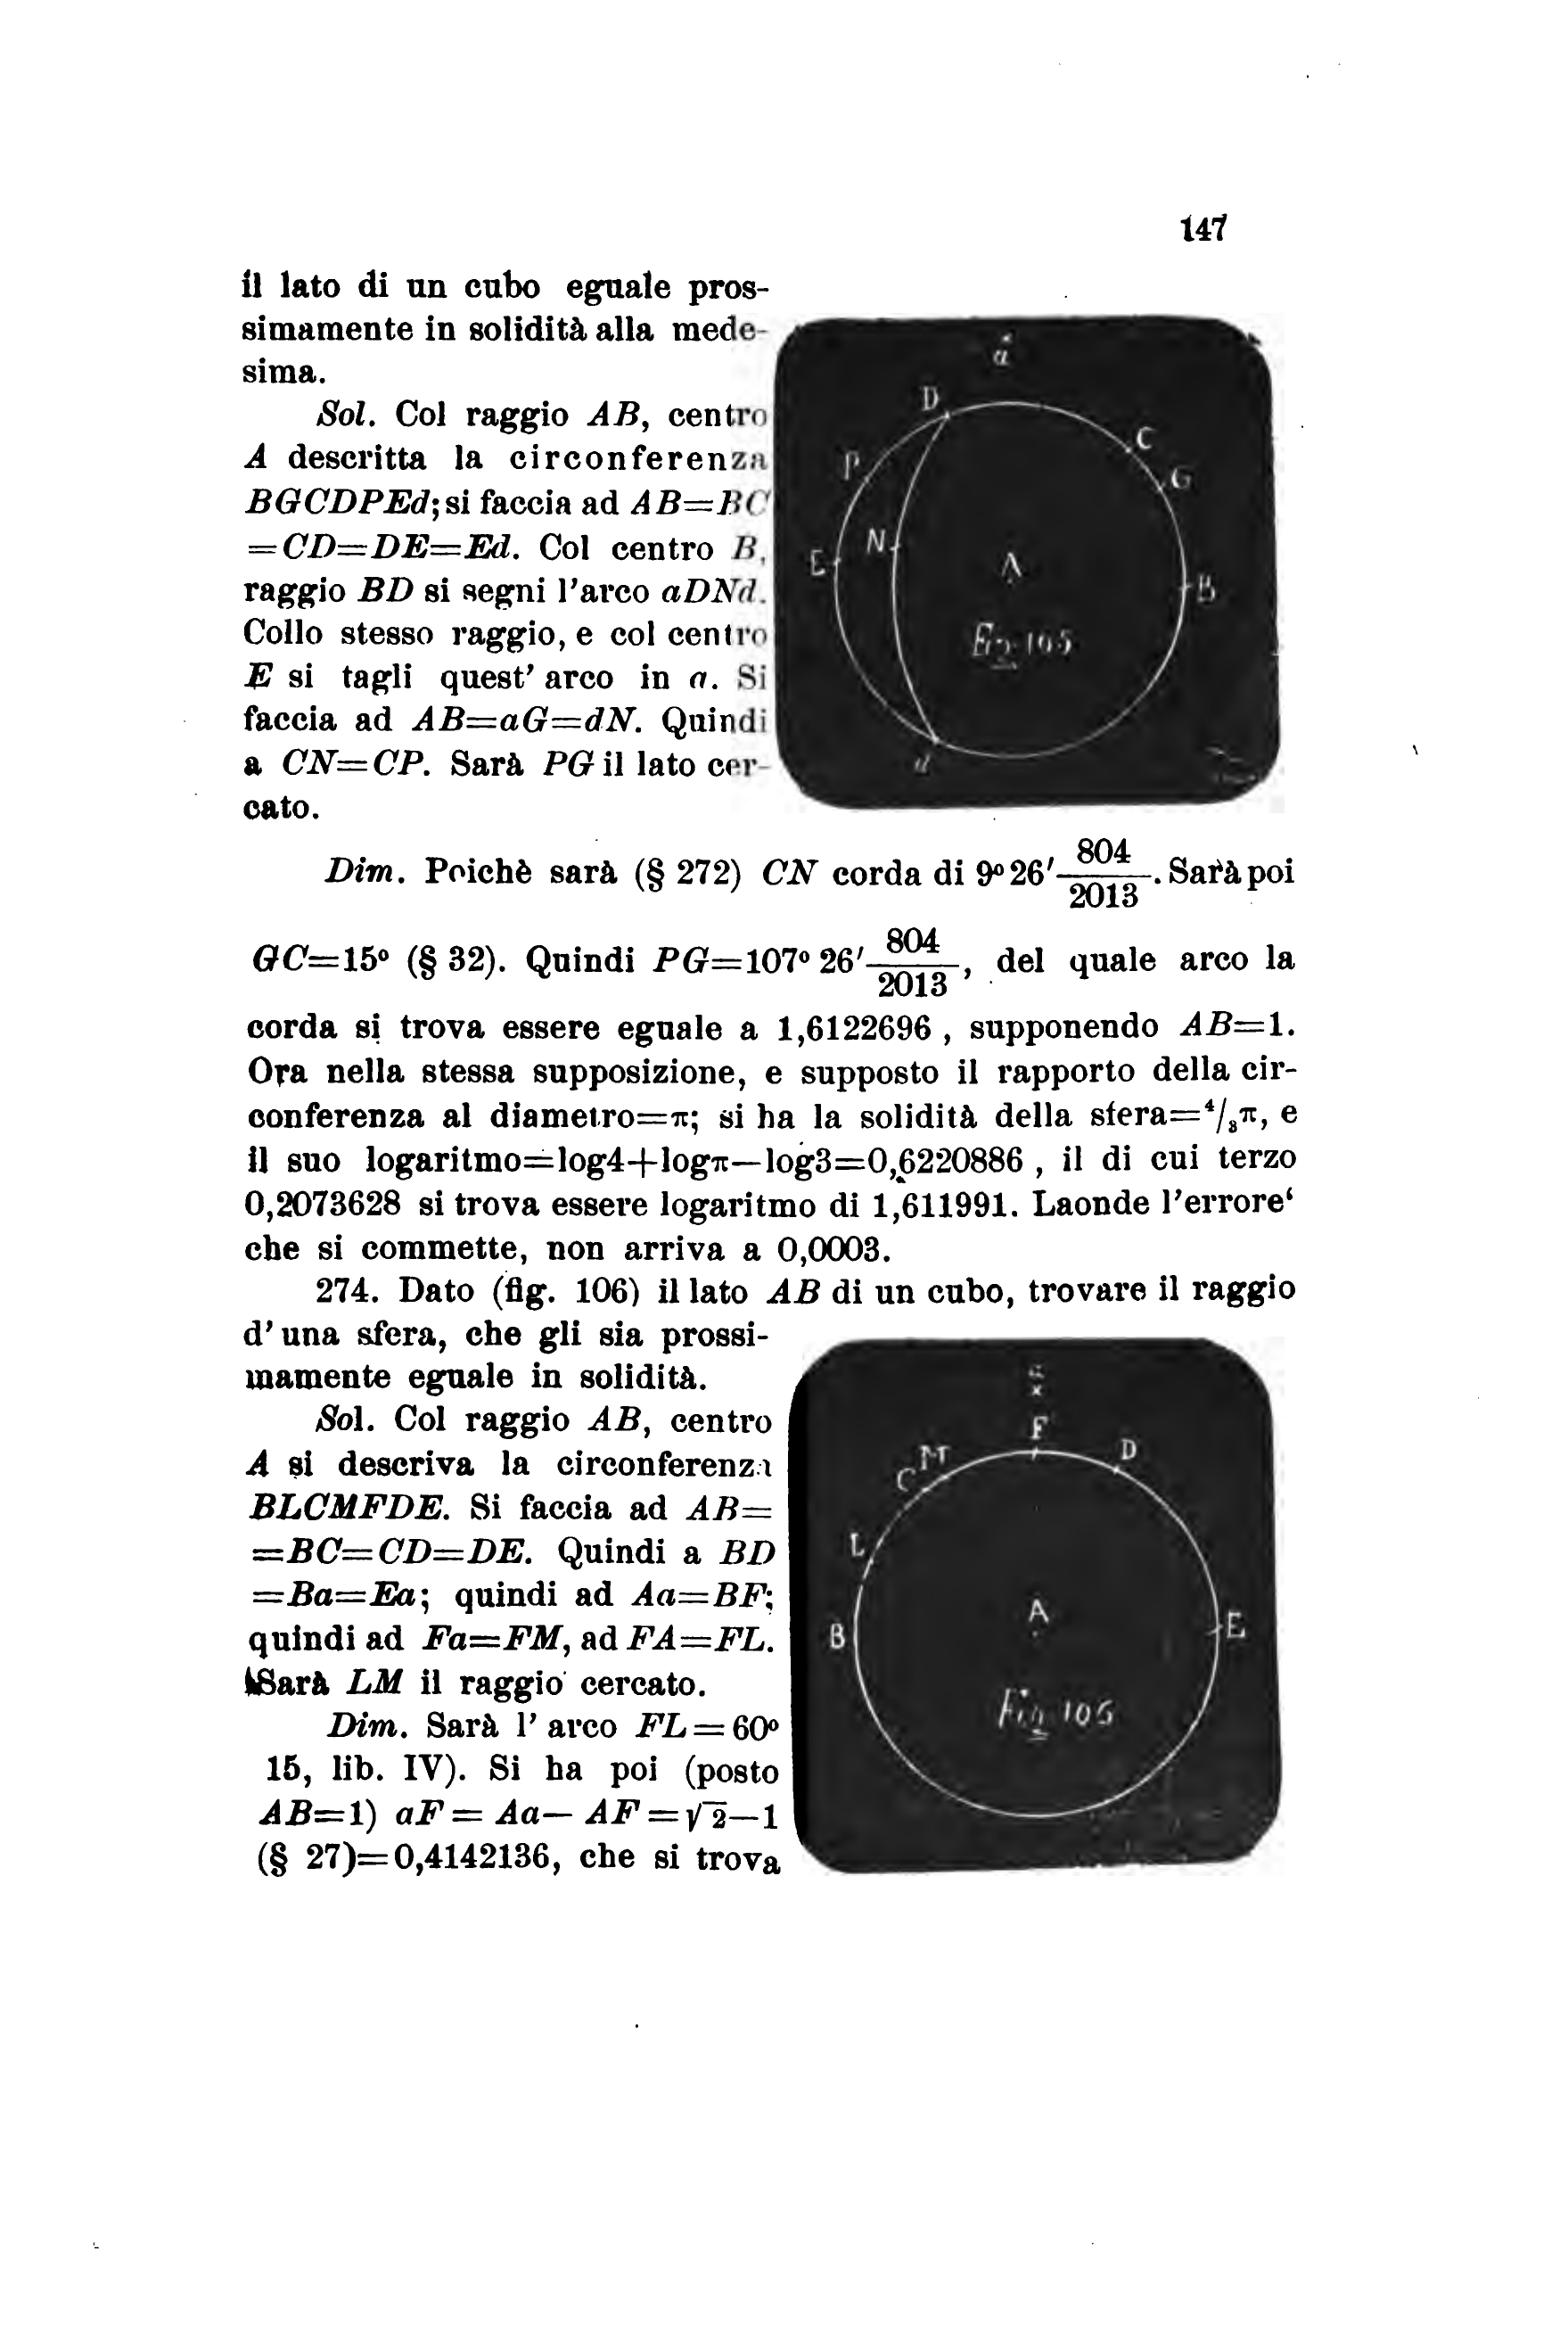 147
il lato di un cubo eguale pros-
simamente in solidità alla mede-
sima.
Sol. Col raggio AB, centro
A descritta la circonferenza
BGCDPEd; si faccia ad AB=BC
=CD=DE=Ed. Col centro B,
raggio BD si segni l'arco aDNd.
Collo stesso raggio, e col centro
E si tagli quest' arco in a. Si
faccia ad AB=aG=dN. Quindi
a CN=CP. Sarà PG il lato cer-
cato.
a
D
C
P
G
N
E
A
B
Fig. 105
d
Dim. Poichè sarà (§ 272) CN corda di 9º 26' 804/2013. Sarà poi
GC=15º (§ 32). Quindi PG=107º 26' 804/2013, del quale arco la
corda si trova essere eguale a 1,6122696, supponendo AB=1.
Ora nella stessa supposizione, e supposto il rapporto della cir-
conferenza al diametro=π; si ha la solidità della sfera=4/3π, e
il suo logaritmo=log4+logπ—log3=0,6220886, il di cui terzo
0,2073628 si trova essere logaritmo di 1,611991. Laonde l'errore‘
che si commette, non arriva a 0,0003.
274. Dato (fig. 106) il lato AB di un cubo, trovare il raggio
d' una sfera, che gli sia prossi-
mamente eguale in solidità.
Sol. Col raggio AB, centro
A si descriva la circonferenza
BLCMFDE. Si faccia ad AB=
=BC=CD=DE. Quindi a BD
=Ba=Ea; quindi ad Aa=BF;
quindi ad Fa=FM, ad FA=FL.
Sarà LM il raggio cercato.
Dim. Sarà l' arco FL=60º
15, lib. IV). Si ha poi (posto
AB=1) aF= Aa— AF=√2—1
(§ 27)=0,4142136, che si trova
a
F
M
D
C
L
A
B
E
Fig 106